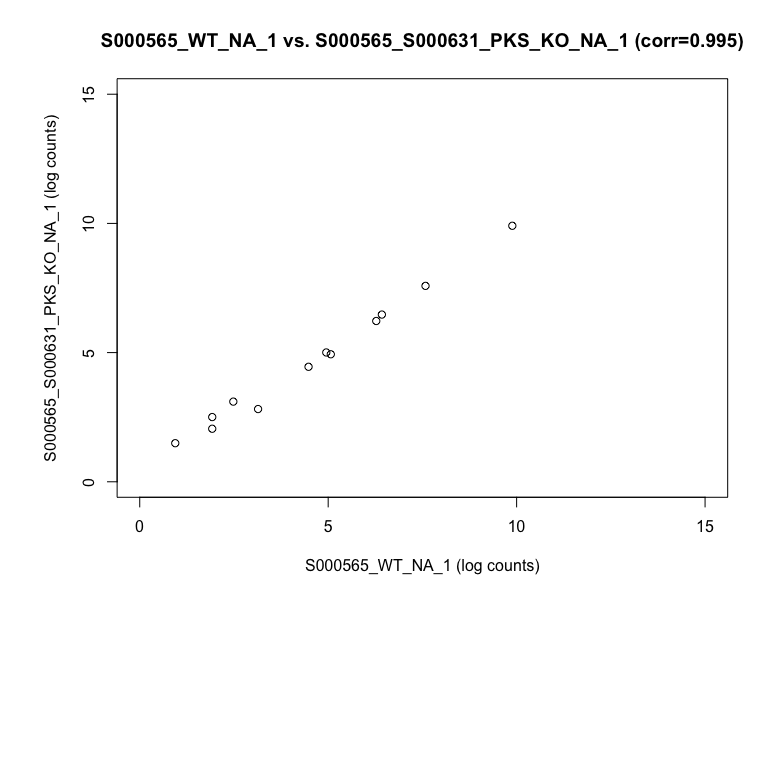 S000565_WT_NA_1 vs. S000565_S000631_PKS_KO_NA_1 (corr=0.995)
S000565_S000631_PKS_KO_NA_1 (log counts)
15
10
5
0
0 5 10 15
S000565_WT_NA_1 (log counts)